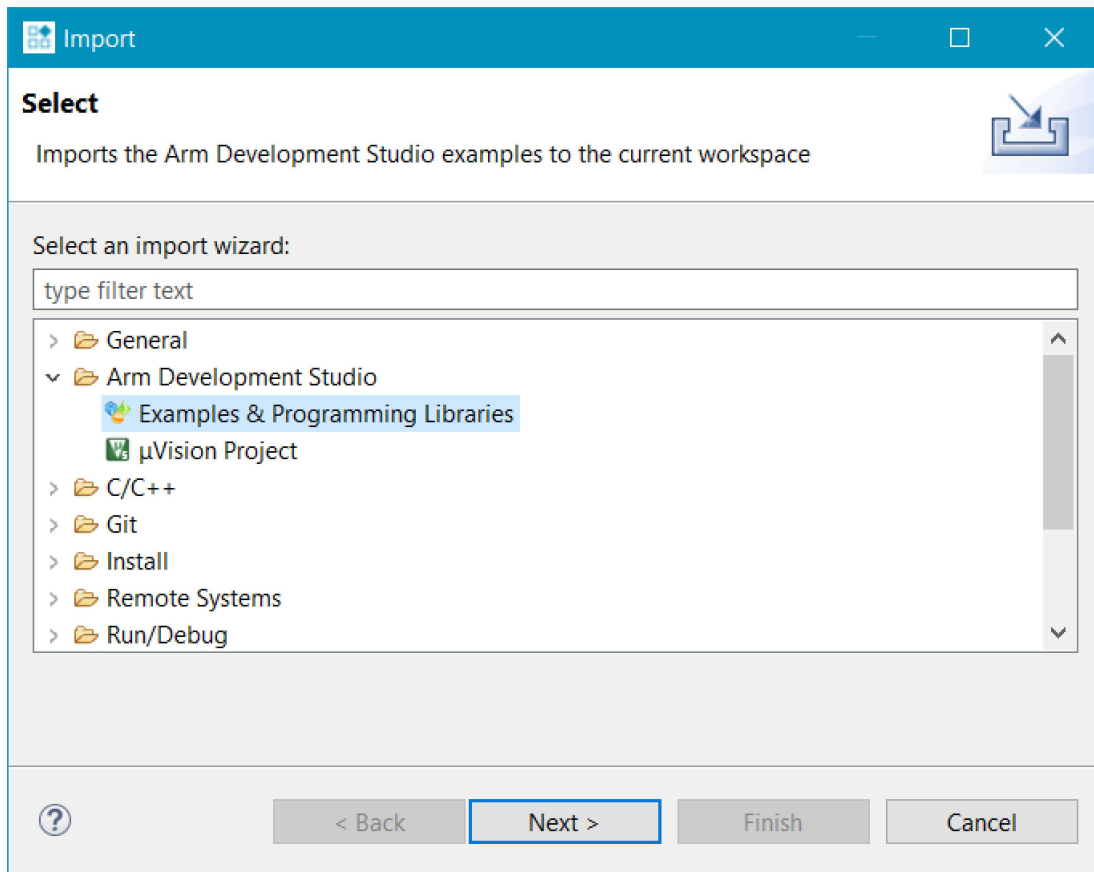 Import
Select
Imports the Arm Development Studio examples to the current workspace
Select an import wizard:
type filter text
General
Arm Development Studio
Examples & Programming Libraries
µVision Project
C/C++
Git
Install
Remote Systems
Run/Debug
?
< Back Next > Finish Cancel